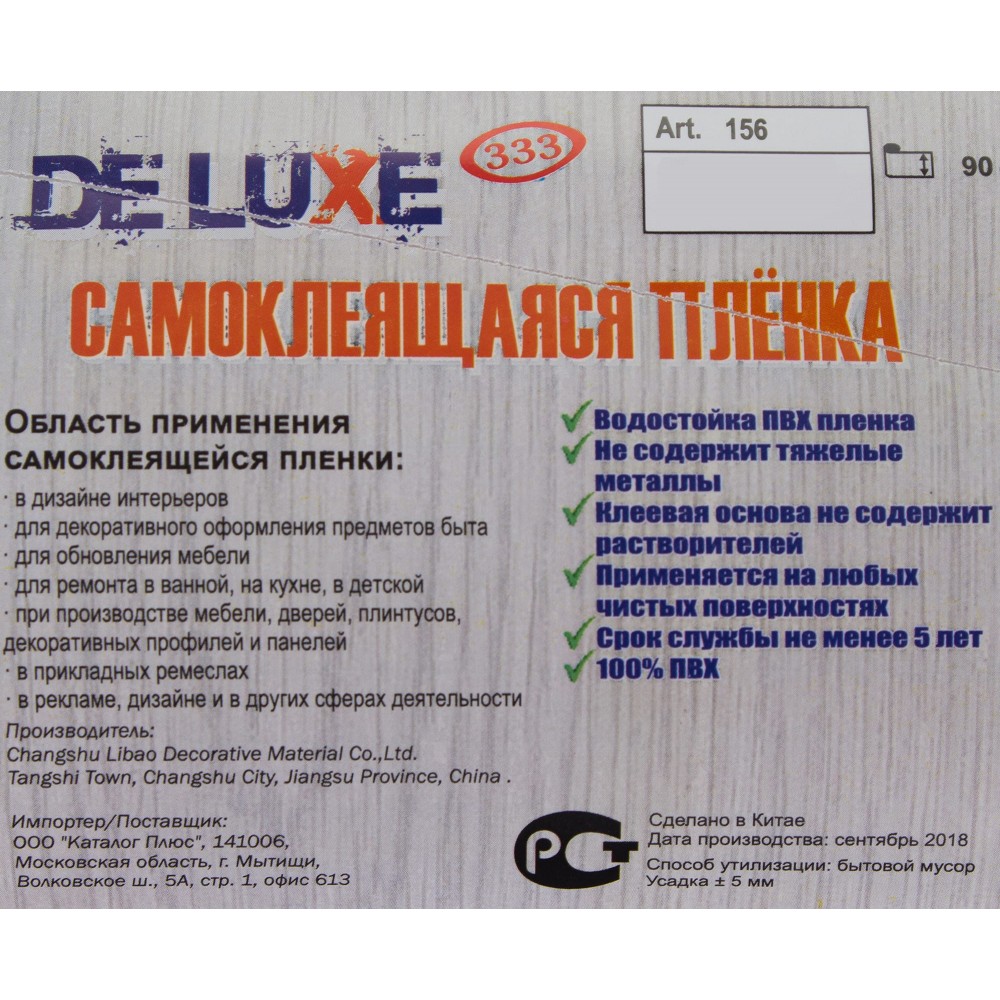 DE LUXE 333
Art. 156
90
САМОКЛЕЯЩАЯСЯ ПЛЁНКА
ОБЛАСТЬ ПРИМЕНЕНИЯ
САМОКЛЕЯЩЕЙСЯ ПЛЕНКИ:
· в дизайне интерьеров
· для декоративного оформления предметов быта
· для обновления мебели
· для ремонта в ванной, на кухне, в детской
· при производстве мебели, дверей, плинтусов,
декоративных профилей и панелей
· в прикладных ремеслах
· в рекламе, дизайне и в других сферах деятельности
Водостойка ПВХ пленка
Не содержит тяжелые
металлы
Клеевая основа не содержит
растворителей
Применяется на любых
чистых поверхностях
Срок службы не менее 5 лет
100% ПВХ
Производитель:
Changshu Libao Decorative Material Co.,Ltd.
Tangshi Town, Changshu City, Jiangsu Province, China .
Импортер/Поставщик:
ООО "Каталог Плюс", 141006,
Московская область, г. Мытищи,
Волковское ш., 5А, стр. 1, офис 613
РСТ
Сделано в Китае
Дата производства: сентябрь 2018
Способ утилизации: бытовой мусор
Усадка ± 5 мм